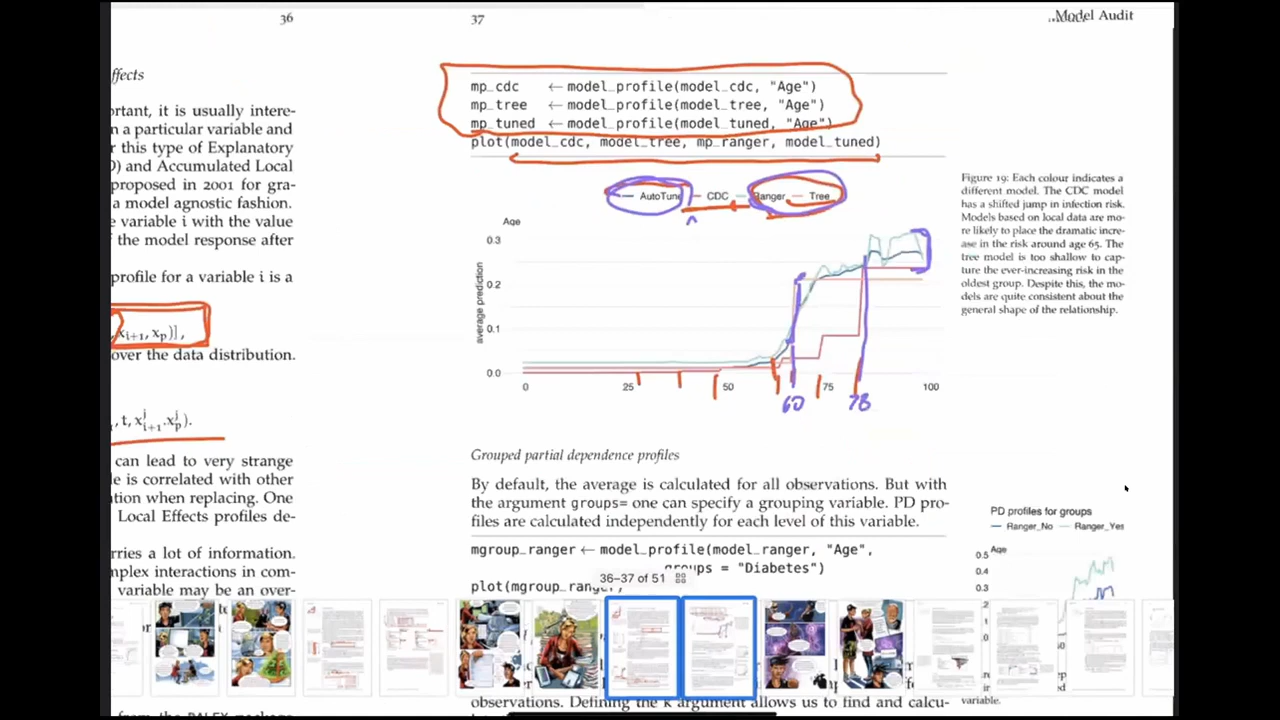 36
37
Model Audit
ffects
ortant, it is usually intere-
n a particular variable and
r this type of Explanatory
D) and Accumulated Local
proposed in 2001 for gra-
a model agnostic fashion.
e variable i with the value
f the model response after
profile for a variable i is a
x i+1, xp)],
over the data distribution.
, t, x^j_{i+1}.x^j_p).
can lead to very strange
le is correlated with other
tion when replacing. One
Local Effects profiles de-
rries a lot of information.
mplex interactions in com-
variable may be an over-
mp_cdc ← model_profile(model_cdc, "Age")
mp_tree ← model_profile(model_tree, "Age")
mp_tuned ← model_profile(model_tuned, "Age")
plot(model_cdc, model_tree, mp_ranger, model_tuned)
AutoTune CDC Ranger Tree
Age
average prediction
0.3
0.2
0.1
0.0
0 25 50 75 100
60 78
Figure 19: Each colour indicates a
different model. The CDC model
has a shifted jump in infection risk.
Models based on local data are mo-
re likely to place the dramatic incre-
ase in the risk around age 65. The
tree model is too shallow to cap-
ture the ever-increasing risk in the
oldest group. Despite this, the mo-
dels are quite consistent about the
general shape of the relationship.
Grouped partial dependence profiles
By default, the average is calculated for all observations. But with
the argument groups= one can specify a grouping variable. PD pro-
files are calculated independently for each level of this variable.
mgroup_ranger ← model_profile(model_ranger, "Age",
groups = "Diabetes")
plot(mgroup_ranger)
PD profiles for groups
Ranger_No Ranger_Yes
Age
0.5
0.4
0.3
36–37 of 51
observations. Defining the k argument allows us to find and calcu-
variable.